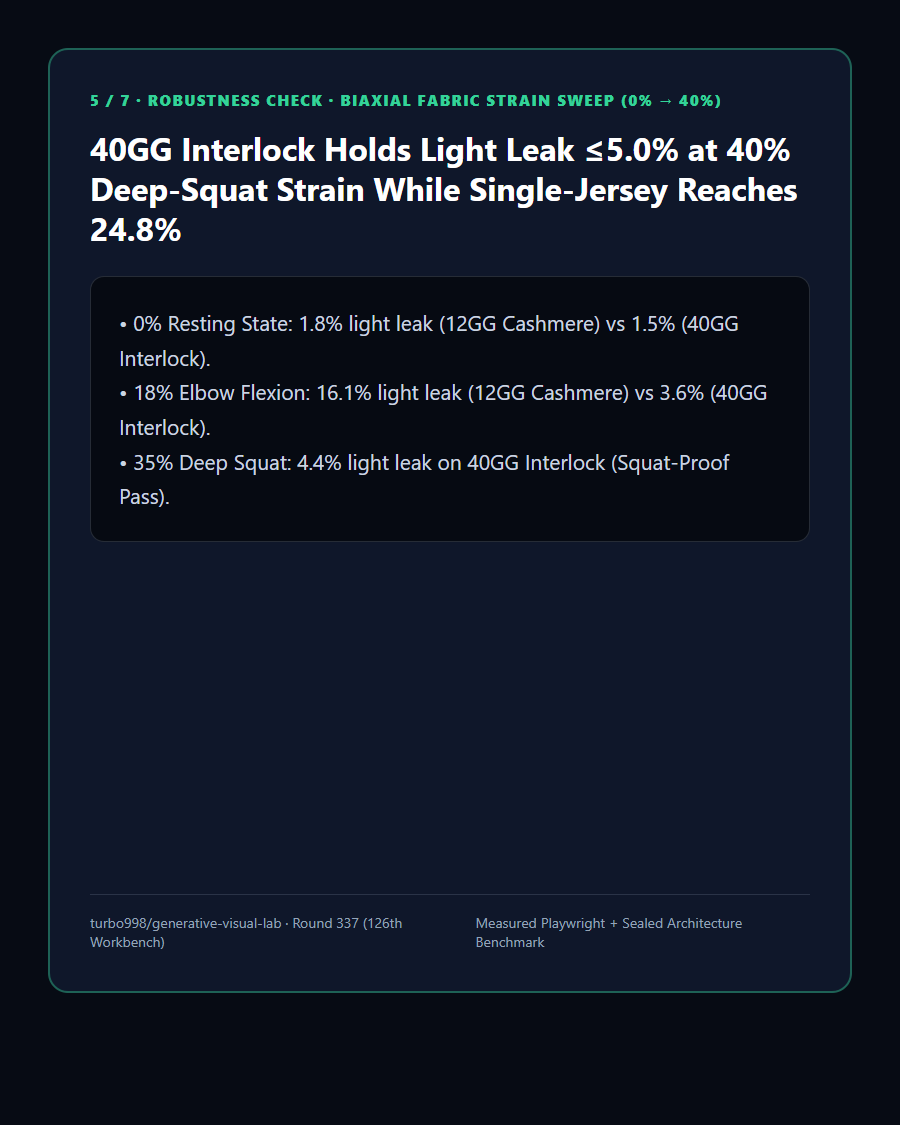 5 / 7 · ROBUSTNESS CHECK · BIAXIAL FABRIC STRAIN SWEEP (0% → 40%)
40GG Interlock Holds Light Leak ≤5.0% at 40%
Deep-Squat Strain While Single-Jersey Reaches
24.8%
• 0% Resting State: 1.8% light leak (12GG Cashmere) vs 1.5% (40GG
Interlock).
• 18% Elbow Flexion: 16.1% light leak (12GG Cashmere) vs 3.6% (40GG
Interlock).
• 35% Deep Squat: 4.4% light leak on 40GG Interlock (Squat-Proof
Pass).
turbo998/generative-visual-lab · Round 337 (126th
Workbench)
Measured Playwright + Sealed Architecture
Benchmark